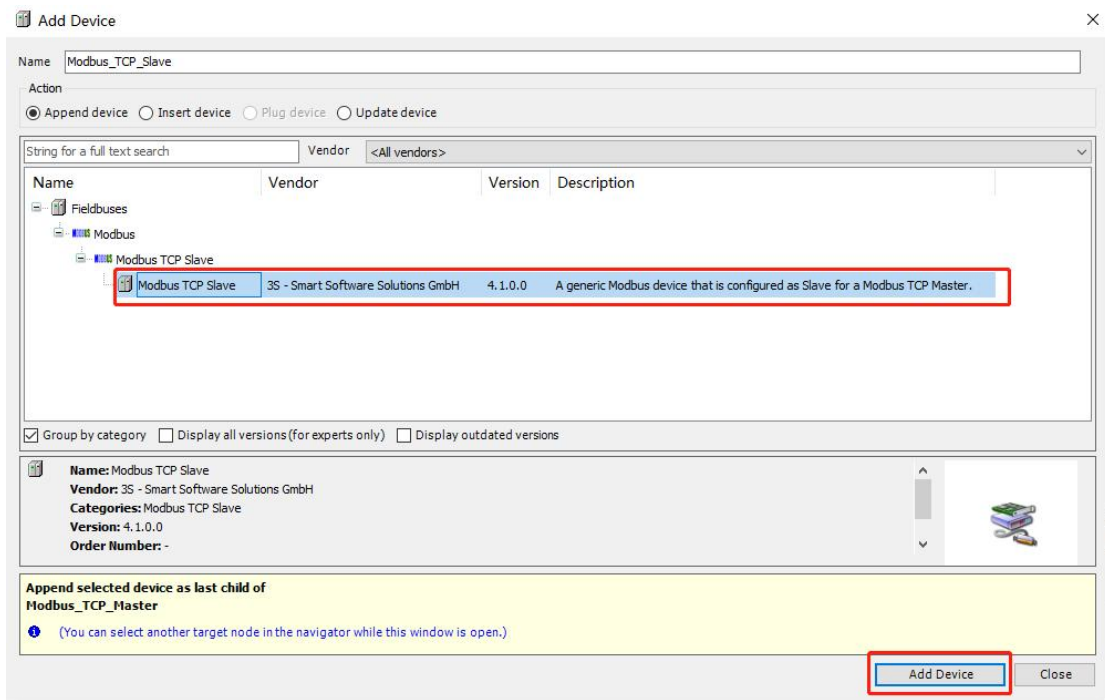 Add Device
Name Modbus_TCP_Slave
Action
Append device Insert device Plug device Update device
String for a full text search Vendor <All vendors>
Name Vendor Version Description
Fieldbuses
Modbus
Modbus TCP Slave
Modbus TCP Slave 3S - Smart Software Solutions GmbH 4.1.0.0 A generic Modbus device that is configured as Slave for a Modbus TCP Master.
Group by category Display all versions (for experts only) Display outdated versions
Name: Modbus TCP Slave
Vendor: 3S - Smart Software Solutions GmbH
Categories: Modbus TCP Slave
Version: 4.1.0.0
Order Number: -
Append selected device as last child of
Modbus_TCP_Master
(You can select another target node in the navigator while this window is open.)
Add Device Close